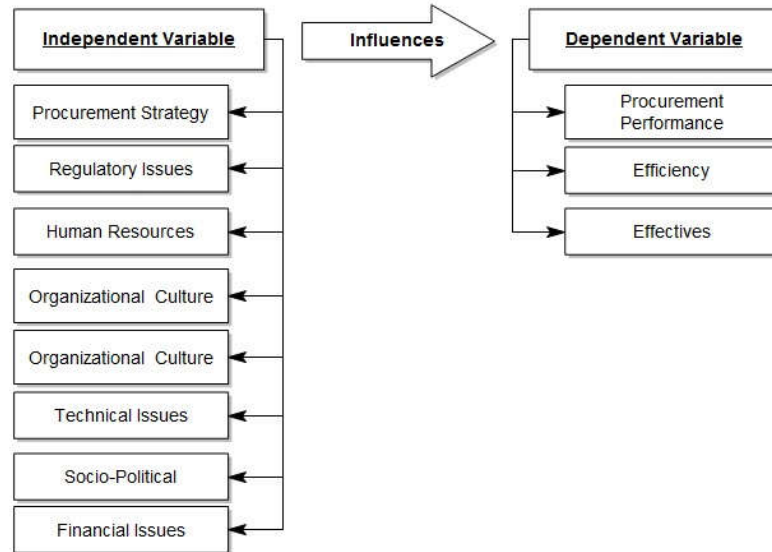 Independent Variable
Influences
Dependent Variable
Procurement Strategy
Regulatory Issues
Human Resources
Organizational Culture
Organizational Culture
Technical Issues
Socio-Political
Financial Issues
Procurement
Performance
Efficiency
Effectives